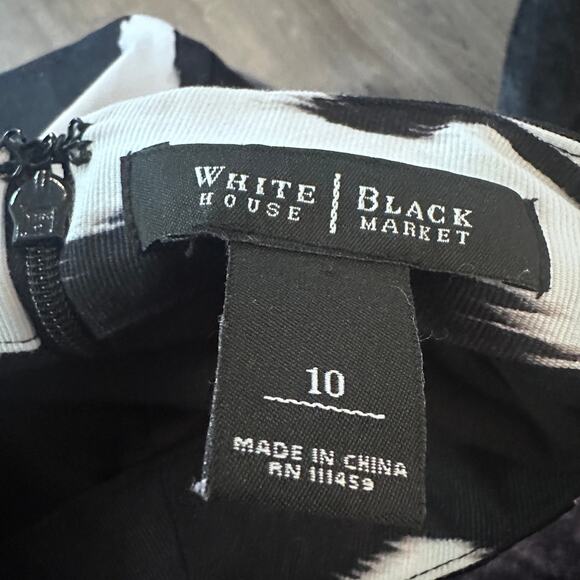 WHITE BLACK
HOUSE MARKET
10
MADE IN CHINA
RN 111459